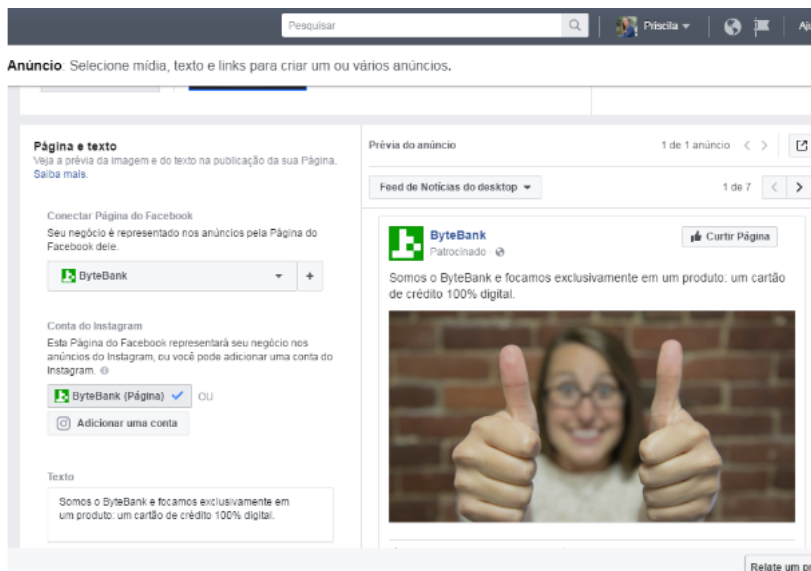 Pesquisar
Priscila
Anúncio: Selecione mídia, texto e links para criar um ou vários anúncios.
Página e texto
Veja a prévia da imagem e do texto na publicação da sua Página.
Saiba mais.
Conectar Página do Facebook
Seu negócio é representado nos anúncios pela Página do
Facebook dele.
ByteBank
+
Conta do Instagram
Esta Página do Facebook representará seu negócio nos
anúncios do Instagram, ou você pode adicionar uma conta do
Instagram.
ByteBank (Página) OU
Adicionar uma conta
Texto
Somos o ByteBank e focamos exclusivamente em
um produto: um cartão de crédito 100% digital.
Prévia do anúncio 1 de 1 anúncio
Feed de Notícias do desktop 1 de 7
ByteBank
Patrocinado
Curtir Página
Somos o ByteBank e focamos exclusivamente em um produto: um cartão
de crédito 100% digital.
Relate um